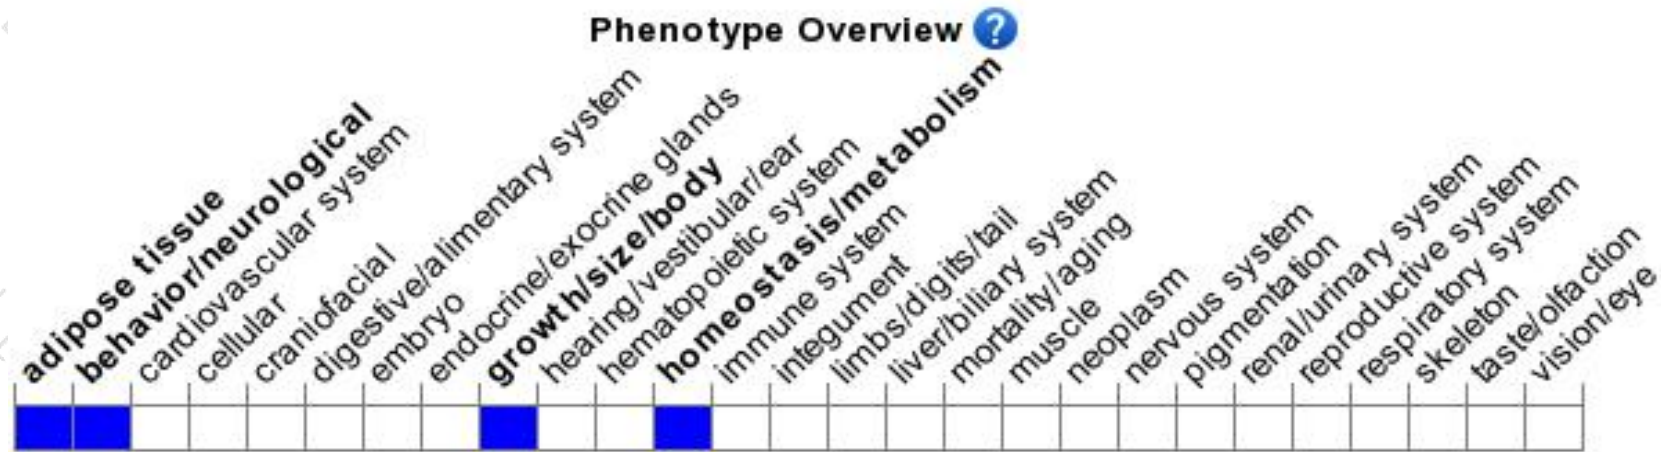 Phenotype Overview ?
adipose tissue
behavior/neurological
cardiovascular system
cellular
craniofacial
digestive/alimentary system
embryo
endocrine/exocrine glands
growth/size/body
hearing/vestibular/ear
hematopoietic system
homeostasis/metabolism
immune system
integument
limbs/digits/tail
liver/biliary system
mortality/aging
muscle
neoplasm
nervous system
pigmentation
renal/urinary system
reproductive system
respiratory system
skeleton
taste/olfaction
vision/eye